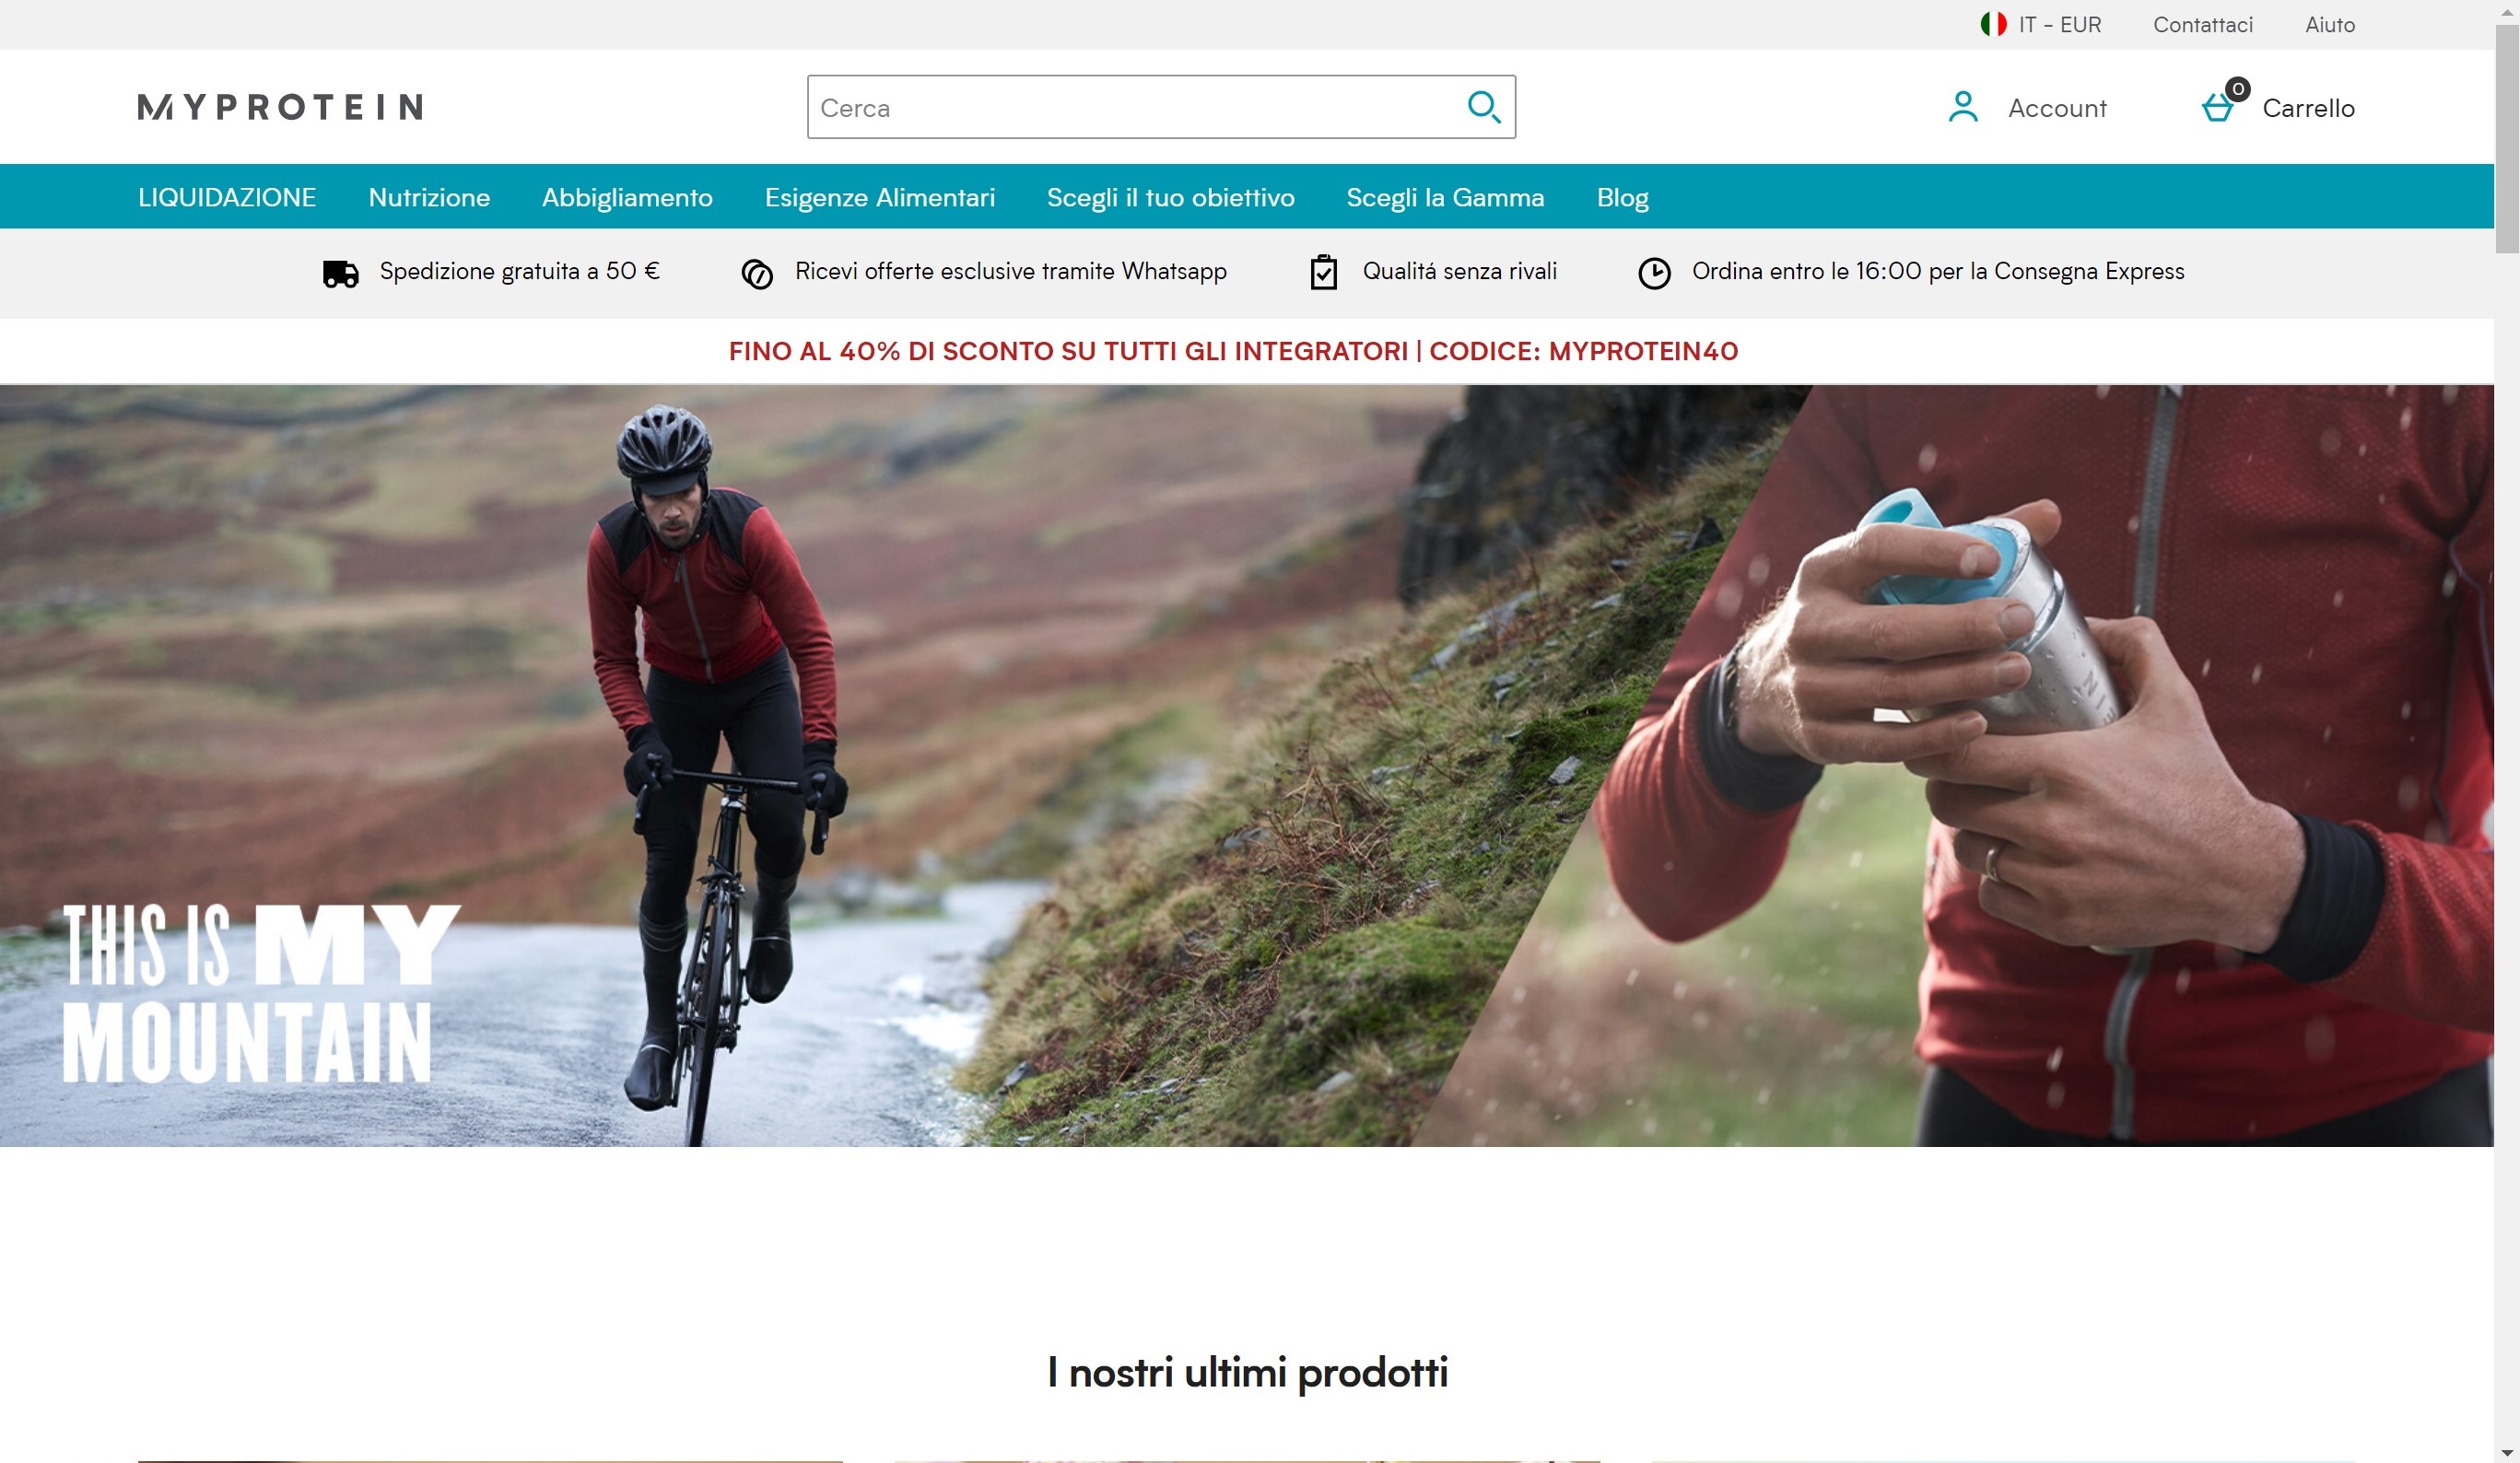 IT - EUR
Contattaci
Aiuto
MYPROTEIN
Cerca
Account
0
Carrello
LIQUIDAZIONE
Nutrizione
Abbigliamento
Esigenze Alimentari
Scegli il tuo obiettivo
Scegli la Gamma
Blog
Spedizione gratuita a 50 €
Ricevi offerte esclusive tramite Whatsapp
Qualitá senza rivali
Ordina entro le 16:00 per la Consegna Express
FINO AL 40% DI SCONTO SU TUTTI GLI INTEGRATORI | CODICE: MYPROTEIN40
THIS IS MY
MOUNTAIN
I nostri ultimi prodotti